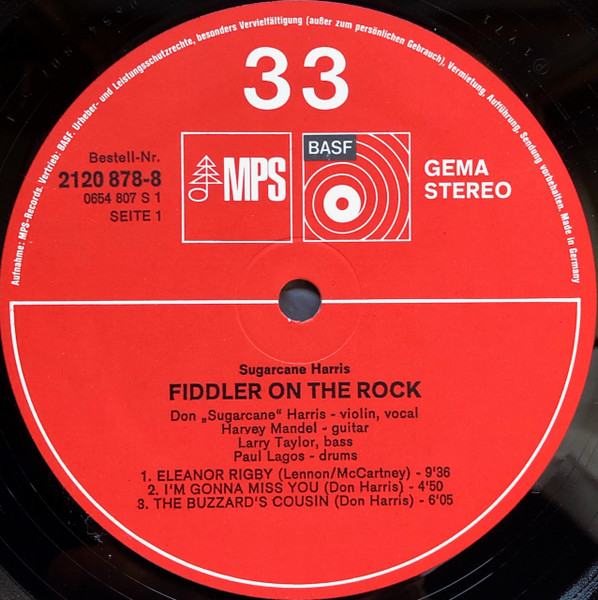 Aufnahme: MPS-Records. Vertrieb: BASF. Urheber- und Leistungsschutzrechte, besonders Vervielfältigung (außer zum persönlichen Gebrauch), Vermietung, Aufführung, Sendung vorbehalten. Made in Germany
33
Bestell-Nr.
2120 878-8
0654 807 S 1
SEITE 1
MPS
BASF
GEMA
STEREO
Sugarcane Harris
FIDDLER ON THE ROCK
Don „Sugarcane“ Harris - violin, vocal
Harvey Mandel - guitar
Larry Taylor, bass
Paul Lagos - drums
1. ELEANOR RIGBY (Lennon/McCartney) - 9'36
2. I'M GONNA MISS YOU (Don Harris) - 4'50
3. THE BUZZARD'S COUSIN (Don Harris) - 6'05